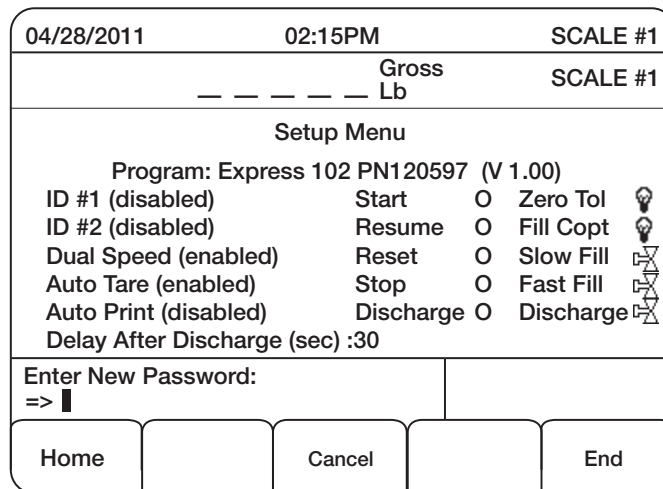 04/28/2011 02:15PM SCALE #1
Gross SCALE #1
_ _ _ _ _ Lb
Setup Menu
Program: Express 102 PN120597 (V 1.00)
ID #1 (disabled) Start O Zero Tol
ID #2 (disabled) Resume O Fill Copt
Dual Speed (enabled) Reset O Slow Fill
Auto Tare (enabled) Stop O Fast Fill
Auto Print (disabled) Discharge O Discharge
Delay After Discharge (sec) :30
Enter New Password:
=>
Home Cancel End